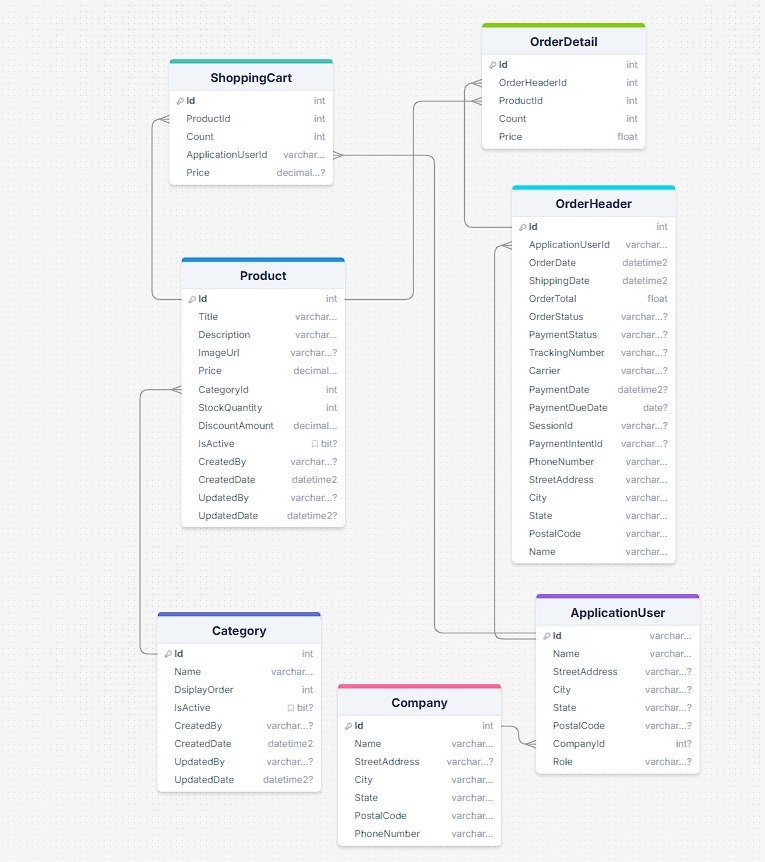 OrderDetail
Id int
OrderHeaderId int
ProductId int
Count int
Price float
ShoppingCart
Id int
ProductId int
Count int
ApplicationUserId varchar...
Price decimal...?
OrderHeader
Id int
ApplicationUserId varchar...
OrderDate datetime2
ShippingDate datetime2
OrderTotal float
OrderStatus varchar...?
PaymentStatus varchar...?
TrackingNumber varchar...?
Carrier varchar...?
PaymentDate datetime2?
PaymentDueDate date?
SessionId varchar...?
PaymentIntentId varchar...?
PhoneNumber varchar...
StreetAddress varchar...
City varchar...
State varchar...
PostalCode varchar...
Name varchar...
Product
Id int
Title varchar...
Description varchar...
ImageUrl varchar...?
Price decimal...
CategoryId int
StockQuantity int
DiscountAmount decimal...
IsActive bit?
CreatedBy varchar...?
CreatedDate datetime2
UpdatedBy varchar...?
UpdatedDate datetime2?
ApplicationUser
Id varchar...
Name varchar...
StreetAddress varchar...?
City varchar...?
State varchar...?
PostalCode varchar...?
CompanyId int?
Role varchar...?
Category
Id int
Name varchar...
DsiplayOrder int
IsActive bit?
CreatedBy varchar...?
CreatedDate datetime2
UpdatedBy varchar...?
UpdatedDate datetime2?
Company
Id int
Name varchar...
StreetAddress varchar...?
City varchar...
State varchar...
PostalCode varchar...
PhoneNumber varchar...